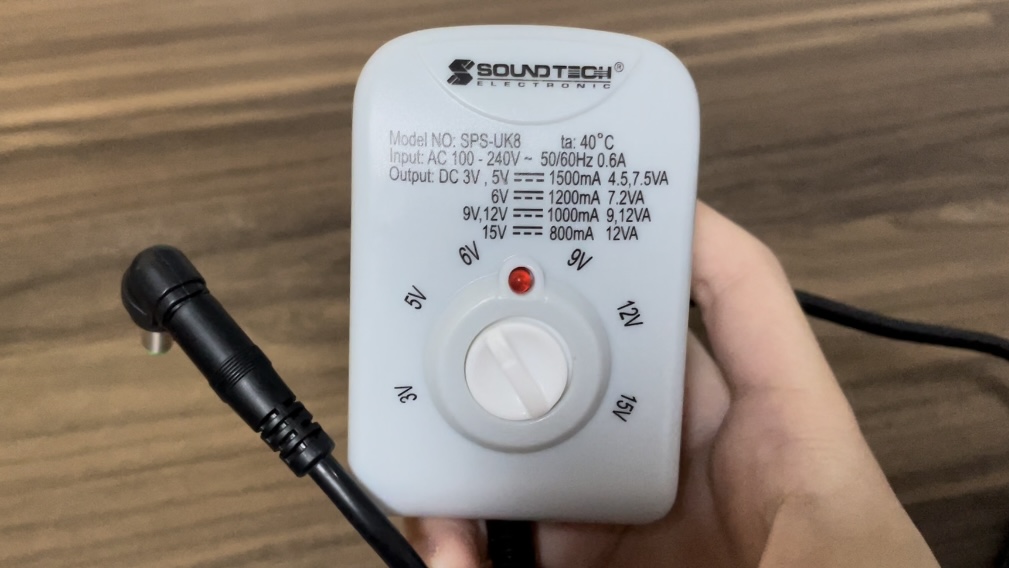 SOUNDTECH®
ELECTRONIC
Model NO: SPS-UK8 ta: 40°C
Input: AC 100 - 240V ~ 50/60Hz 0.6A
Output: DC 3V , 5V ⎓ 1500mA 4.5,7.5VA
6V ⎓ 1200mA 7.2VA
9V,12V ⎓ 1000mA 9,12VA
15V ⎓ 800mA 12VA
3V
5V
6V
9V
12V
15V